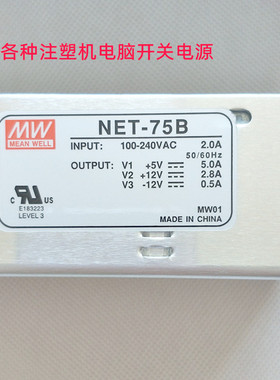 各种注塑机电脑开关电源
MW
MEAN WELL
NET-75B
INPUT: 100-240VAC 2.0A
50/60Hz
OUTPUT: V1 +5V 5.0A
V2 +12V 2.8A
V3 -12V 0.5A
c RU US
E183223
LEVEL 3
MW01
MADE IN CHINA